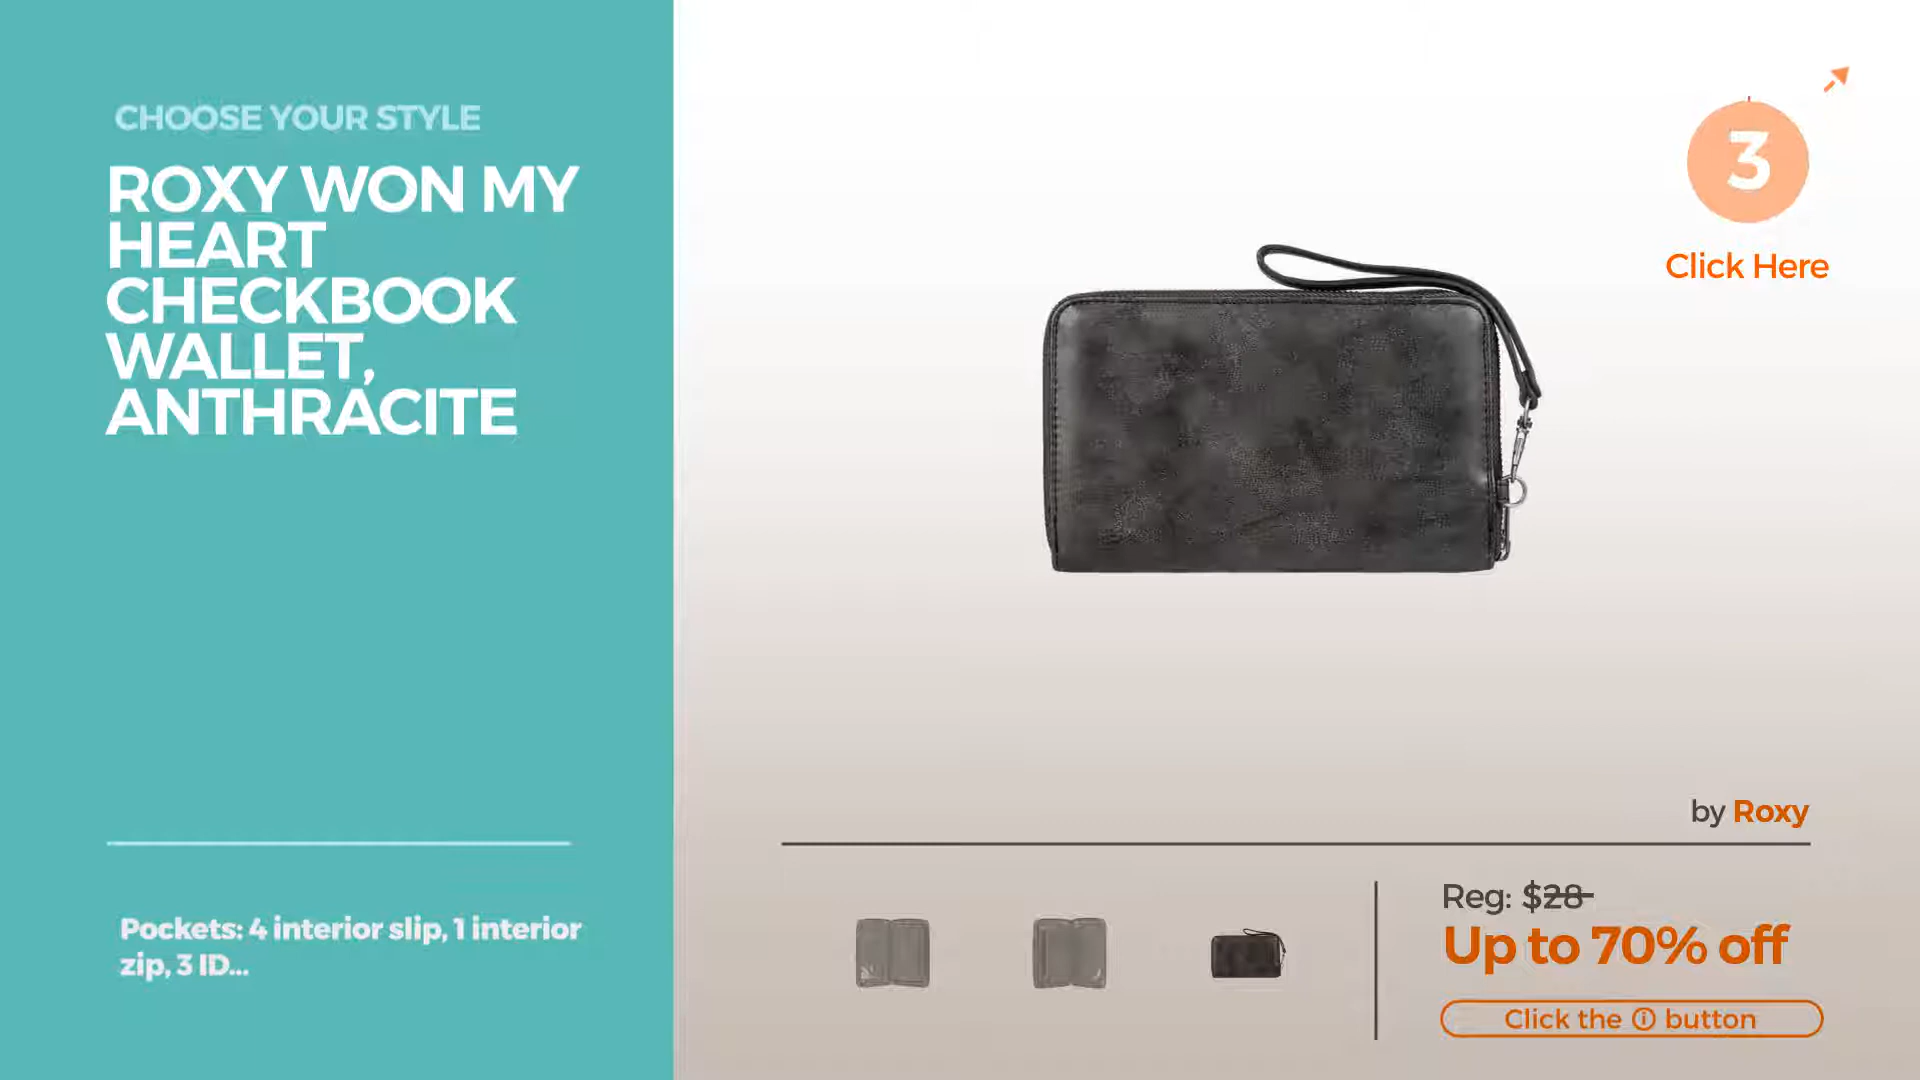 CHOOSE YOUR STYLE
ROXY WON MY
HEART
CHECKBOOK
WALLET,
ANTHRACITE
Pockets: 4 interior slip, 1 interior
zip, 3 ID...
3
Click Here
by Roxy
Reg: $28
Up to 70% off
Click the ⓘ button